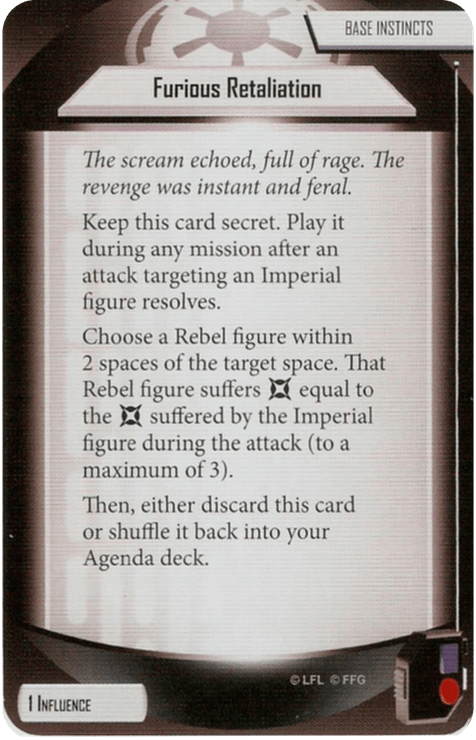 BASE INSTINCTS
Furious Retaliation
The scream echoed, full of rage. The
revenge was instant and feral.
Keep this card secret. Play it
during any mission after an
attack targeting an Imperial
figure resolves.
Choose a Rebel figure within
2 spaces of the target space. That
Rebel figure suffers equal to
the suffered by the Imperial
figure during the attack (to a
maximum of 3).
Then, either discard this card
or shuffle it back into your
Agenda deck.
© LFL © FFG
1 INFLUENCE